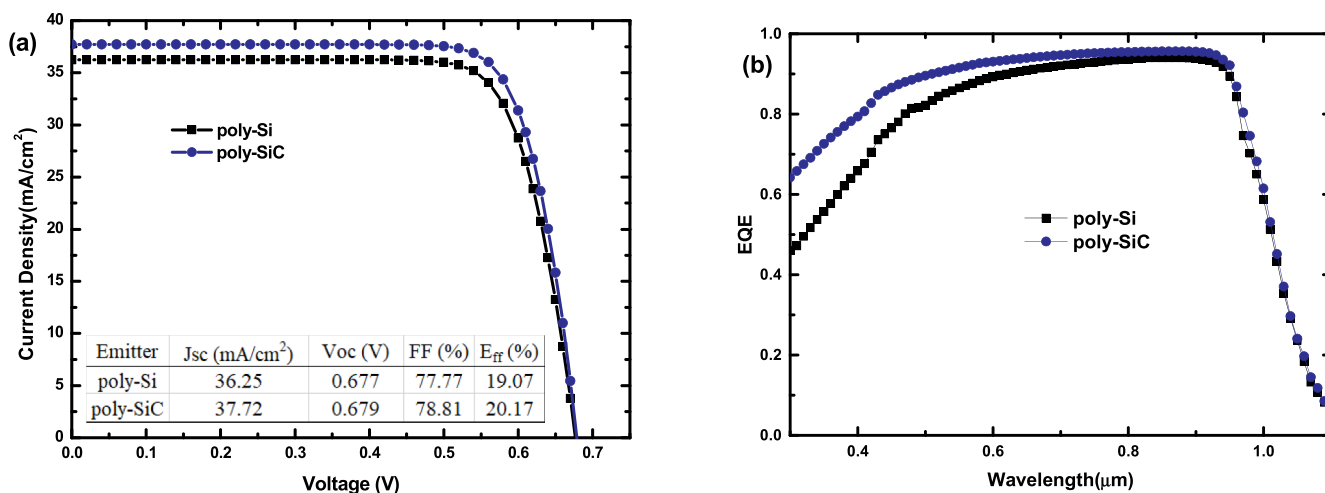 (a)
40
35
30
25
20
15
10
5
0
Current Density(mA/cm²)
poly-Si
poly-SiC
Emitter Jsc (mA/cm²) Voc (V) FF (%) E_eff (%)
poly-Si 36.25 0.677 77.77 19.07
poly-SiC 37.72 0.679 78.81 20.17
0.0 0.1 0.2 0.3 0.4 0.5 0.6 0.7
Voltage (V)
(b)
1.0
0.8
0.6
0.4
0.2
0.0
EQE
poly-Si
poly-SiC
0.4 0.6 0.8 1.0
Wavelength(μm)